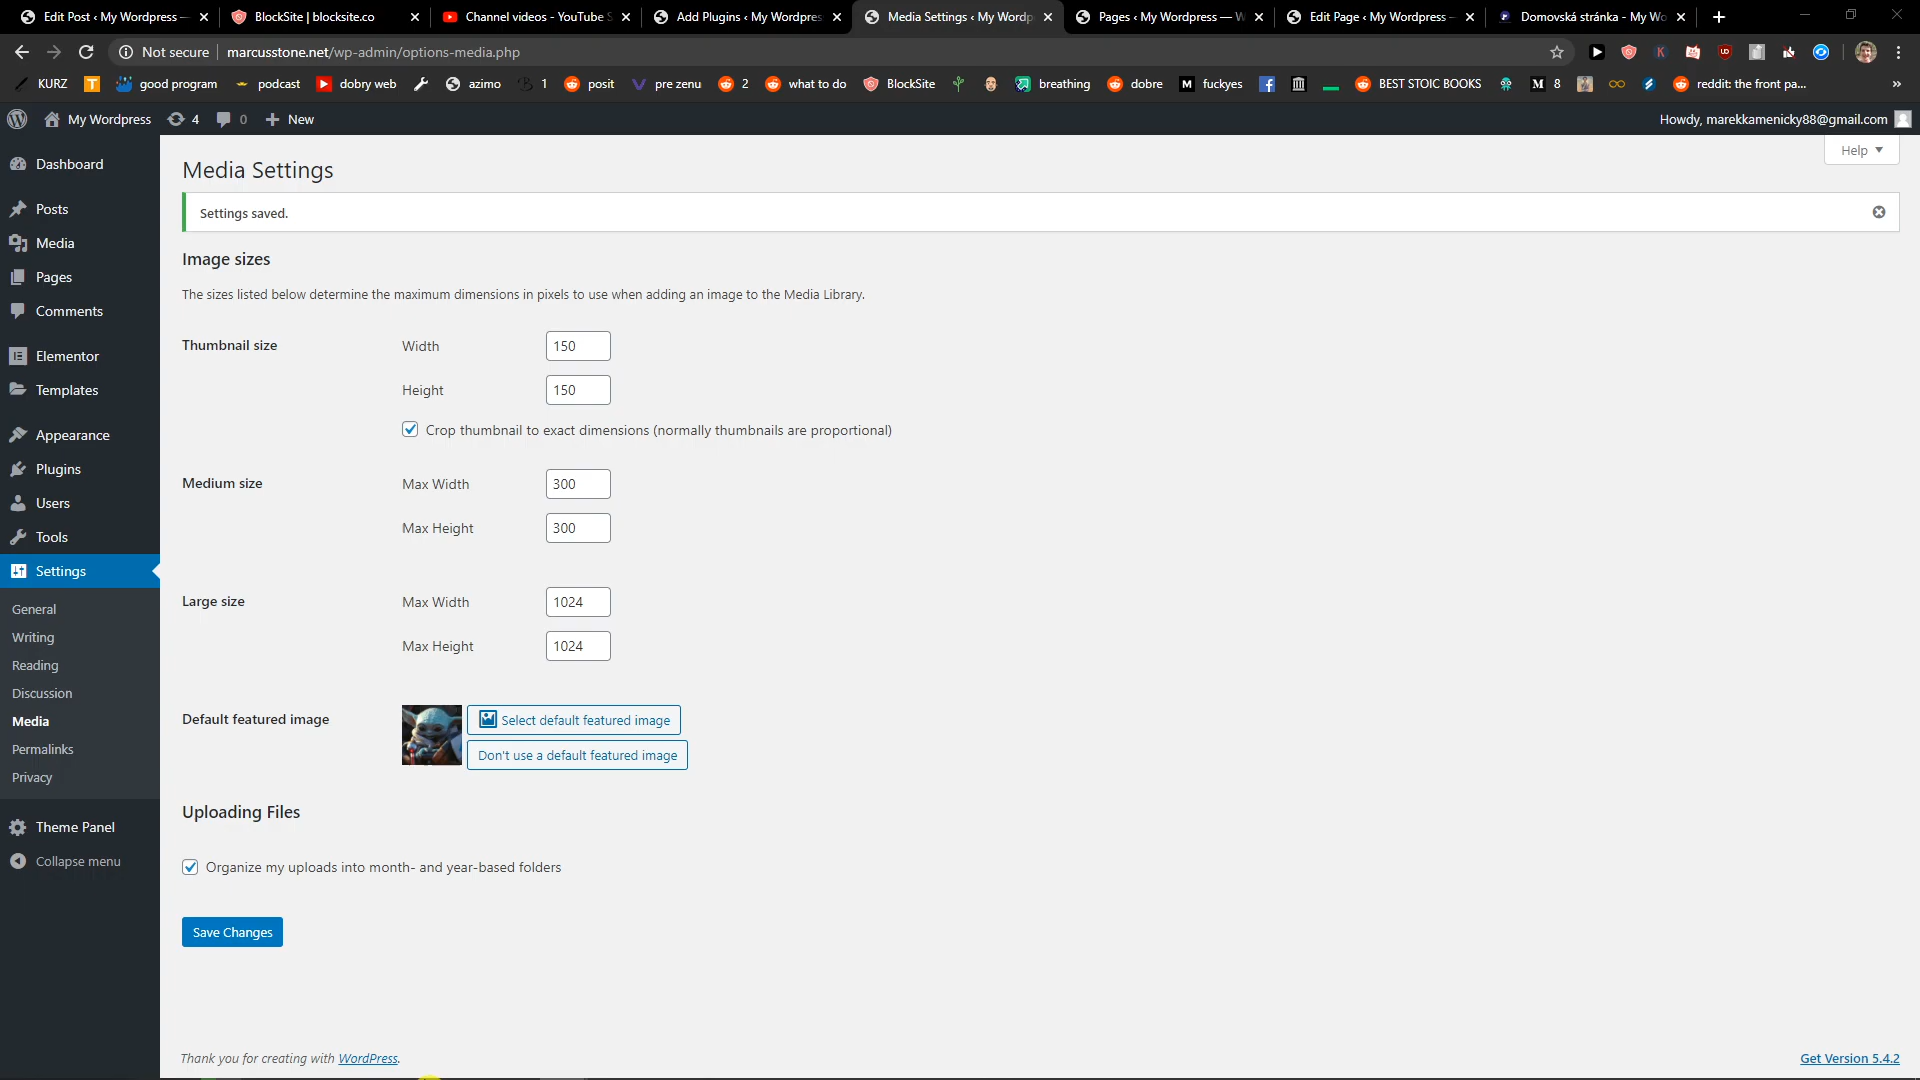 Edit Post ‹ My Wordpress —
BlockSite | blocksite.co
Channel videos - YouTube S
Add Plugins ‹ My Wordpres
Media Settings ‹ My Wordp
Pages ‹ My Wordpress — W
Edit Page ‹ My Wordpress –
Domovská stránka - My Wo
Not secure
marcusstone.net/wp-admin/options-media.php
KURZ
good program
podcast
dobry web
azimo
1
posit
pre zenu
2
what to do
BlockSite
breathing
dobre
fuckyes
BEST STOIC BOOKS
8
reddit: the front pa...
»
My Wordpress
4
0
New
Howdy, marekkamenicky88@gmail.com
Dashboard
Posts
Media
Pages
Comments
Elementor
Templates
Appearance
Plugins
Users
Tools
Settings
General
Writing
Reading
Discussion
Media
Permalinks
Privacy
Theme Panel
Collapse menu
Help
Media Settings
Settings saved.
Image sizes
The sizes listed below determine the maximum dimensions in pixels to use when adding an image to the Media Library.
Thumbnail size
Width
150
Height
150
Crop thumbnail to exact dimensions (normally thumbnails are proportional)
Medium size
Max Width
300
Max Height
300
Large size
Max Width
1024
Max Height
1024
Default featured image
Select default featured image
Don't use a default featured image
Uploading Files
Organize my uploads into month- and year-based folders
Save Changes
Thank you for creating with WordPress.
Get Version 5.4.2